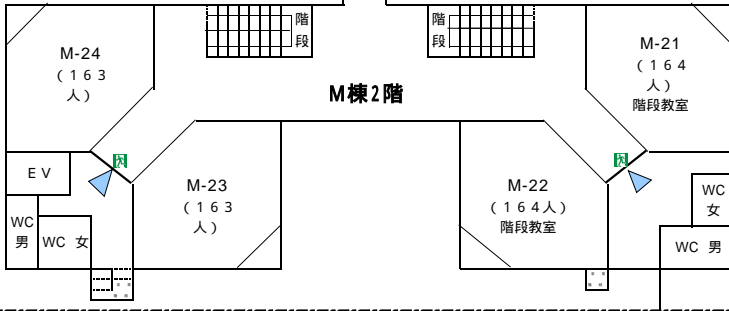 M-24
（１６３
人）
階
段
階
段
M-21
（１６４
人）
階段教室
M棟2階
ＥＶ
M-23
（１６３
人）
M-22
（１６４人）
階段教室
WC
男
WC 女
WC
女
WC 男